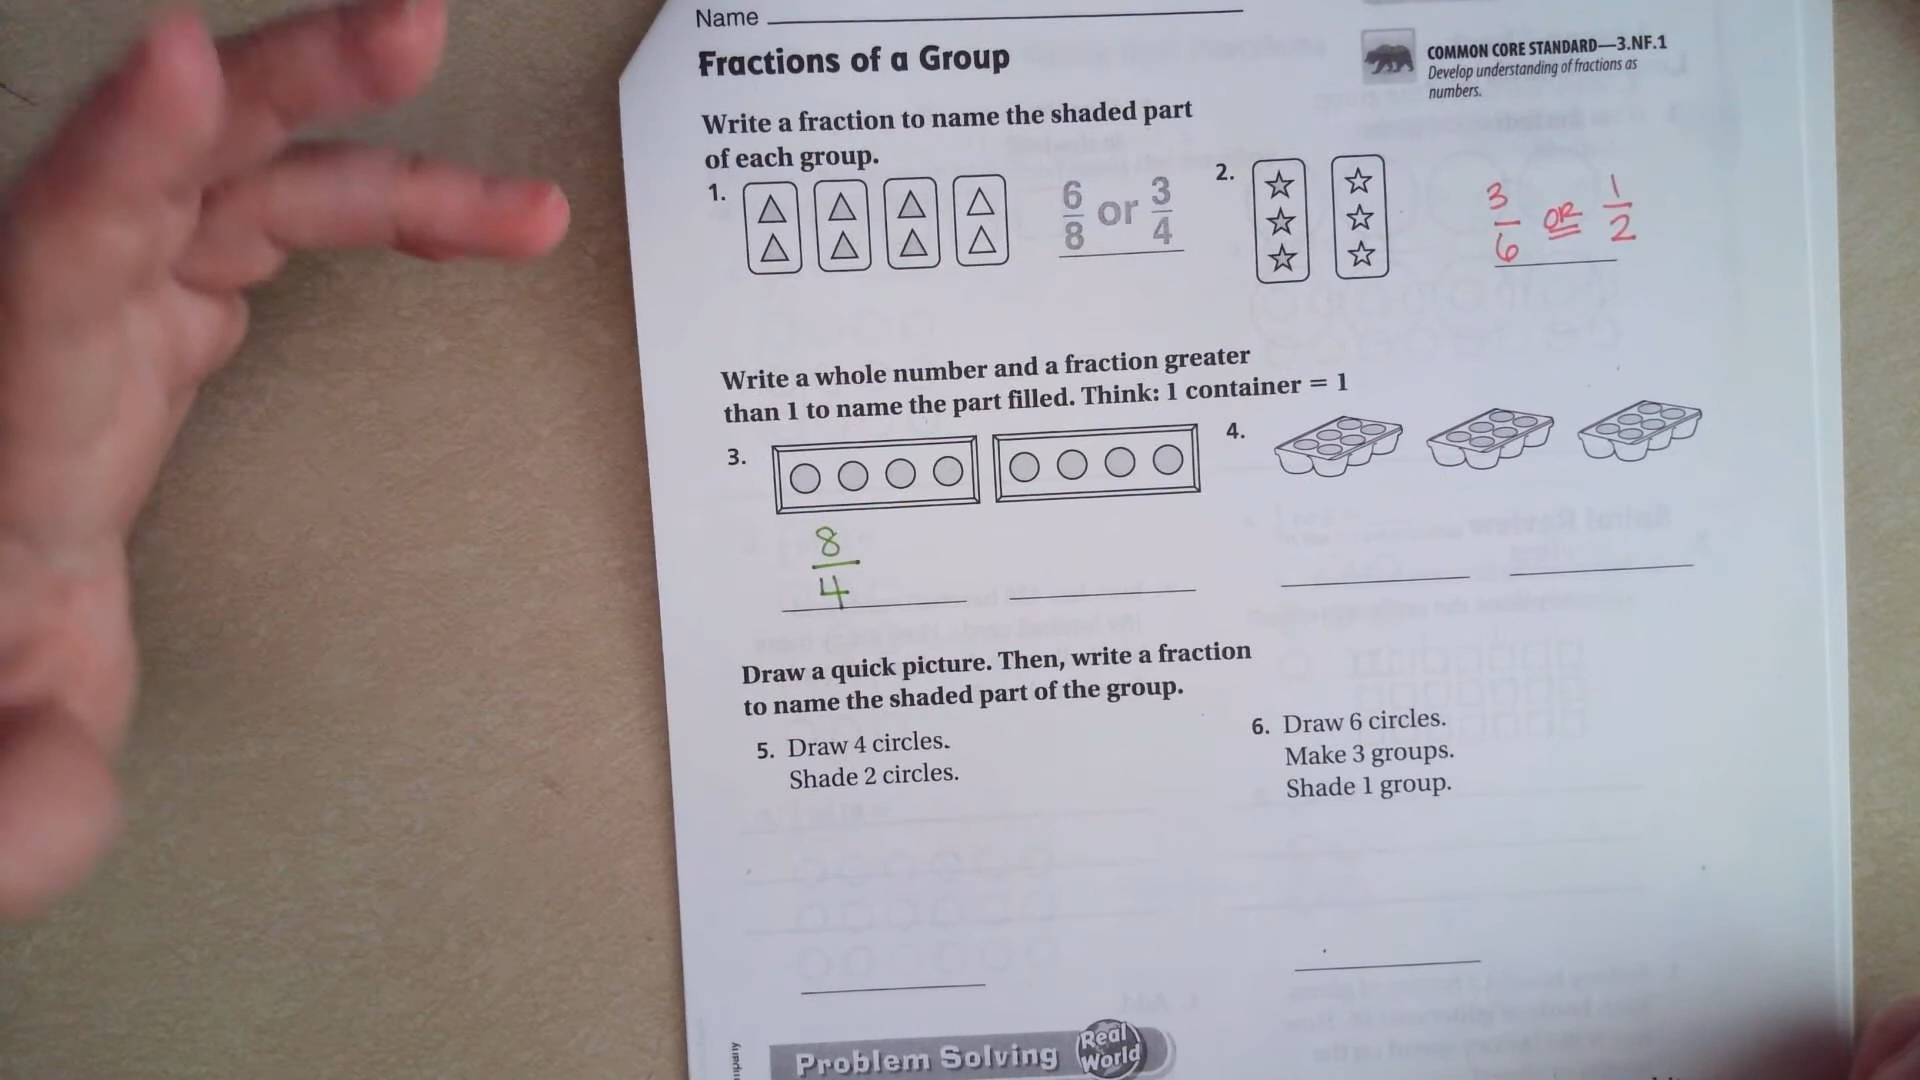 Name
Fractions of a Group
COMMON CORE STANDARD—3.NF.1
Develop understanding of fractions as
numbers.
Write a fraction to name the shaded part
of each group.
1.
6/8 or 3/4
2.
3/6 OR 1/2
Write a whole number and a fraction greater
than 1 to name the part filled. Think: 1 container = 1
3.
8/4
4.
Draw a quick picture. Then, write a fraction
to name the shaded part of the group.
5. Draw 4 circles.
Shade 2 circles.
6. Draw 6 circles.
Make 3 groups.
Shade 1 group.
Problem Solving Real World